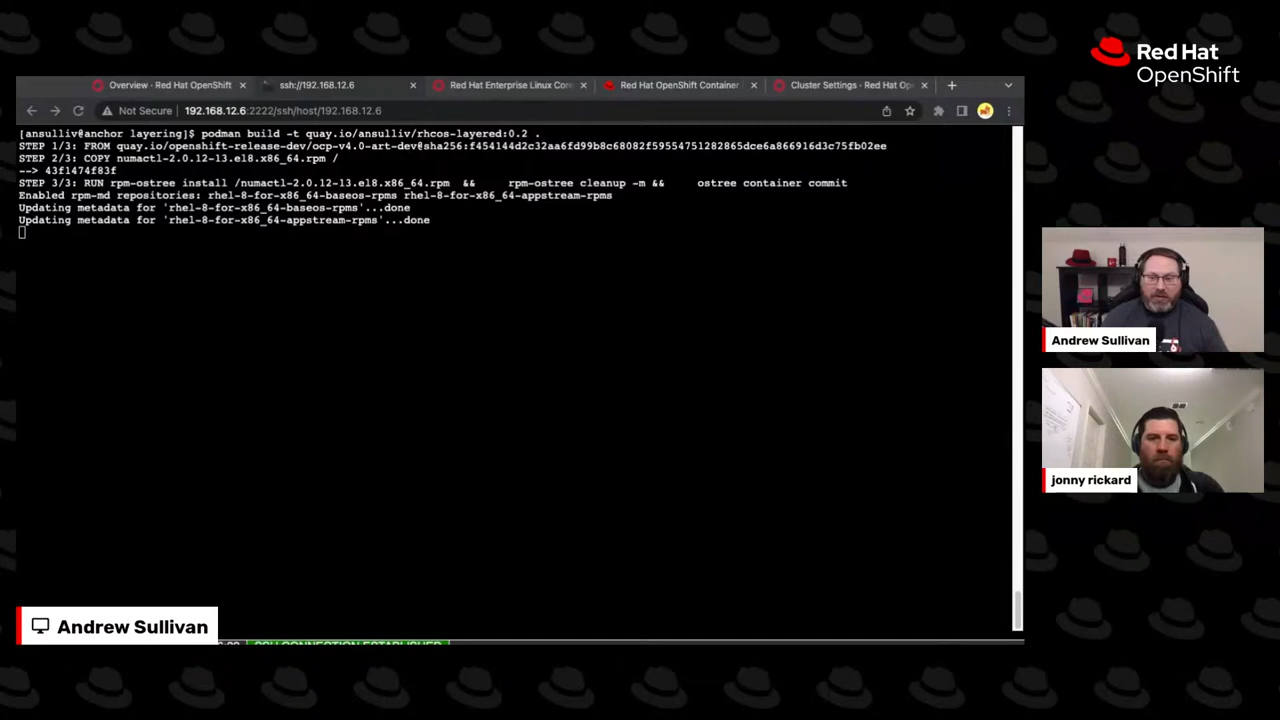 Red Hat
OpenShift
Overview · Red Hat OpenShift
ssh://192.168.12.6
Red Hat Enterprise Linux Core
Red Hat OpenShift Container
Cluster Settings · Red Hat Op
Not Secure
192.168.12.6:2222/ssh/host/192.168.12.6
[ansulliv@anchor layering]$ podman build -t quay.io/ansulliv/rhcos-layered:0.2 .
STEP 1/3: FROM quay.io/openshift-release-dev/ocp-v4.0-art-dev@sha256:f454144d2c32aa6fd99b8c68082f59554751282865dce6a866916d3c75fb02ee
STEP 2/3: COPY numactl-2.0.12-13.el8.x86_64.rpm /
--> 43f1474f83f
STEP 3/3: RUN rpm-ostree install /numactl-2.0.12-13.el8.x86_64.rpm && rpm-ostree cleanup -m && ostree container commit
Enabled rpm-md repositories: rhel-8-for-x86_64-baseos-rpms rhel-8-for-x86_64-appstream-rpms
Updating metadata for 'rhel-8-for-x86_64-baseos-rpms'...done
Updating metadata for 'rhel-8-for-x86_64-appstream-rpms'...done
Andrew Sullivan
jonny rickard
Andrew Sullivan
SSH CONNECTION ESTABLISHED